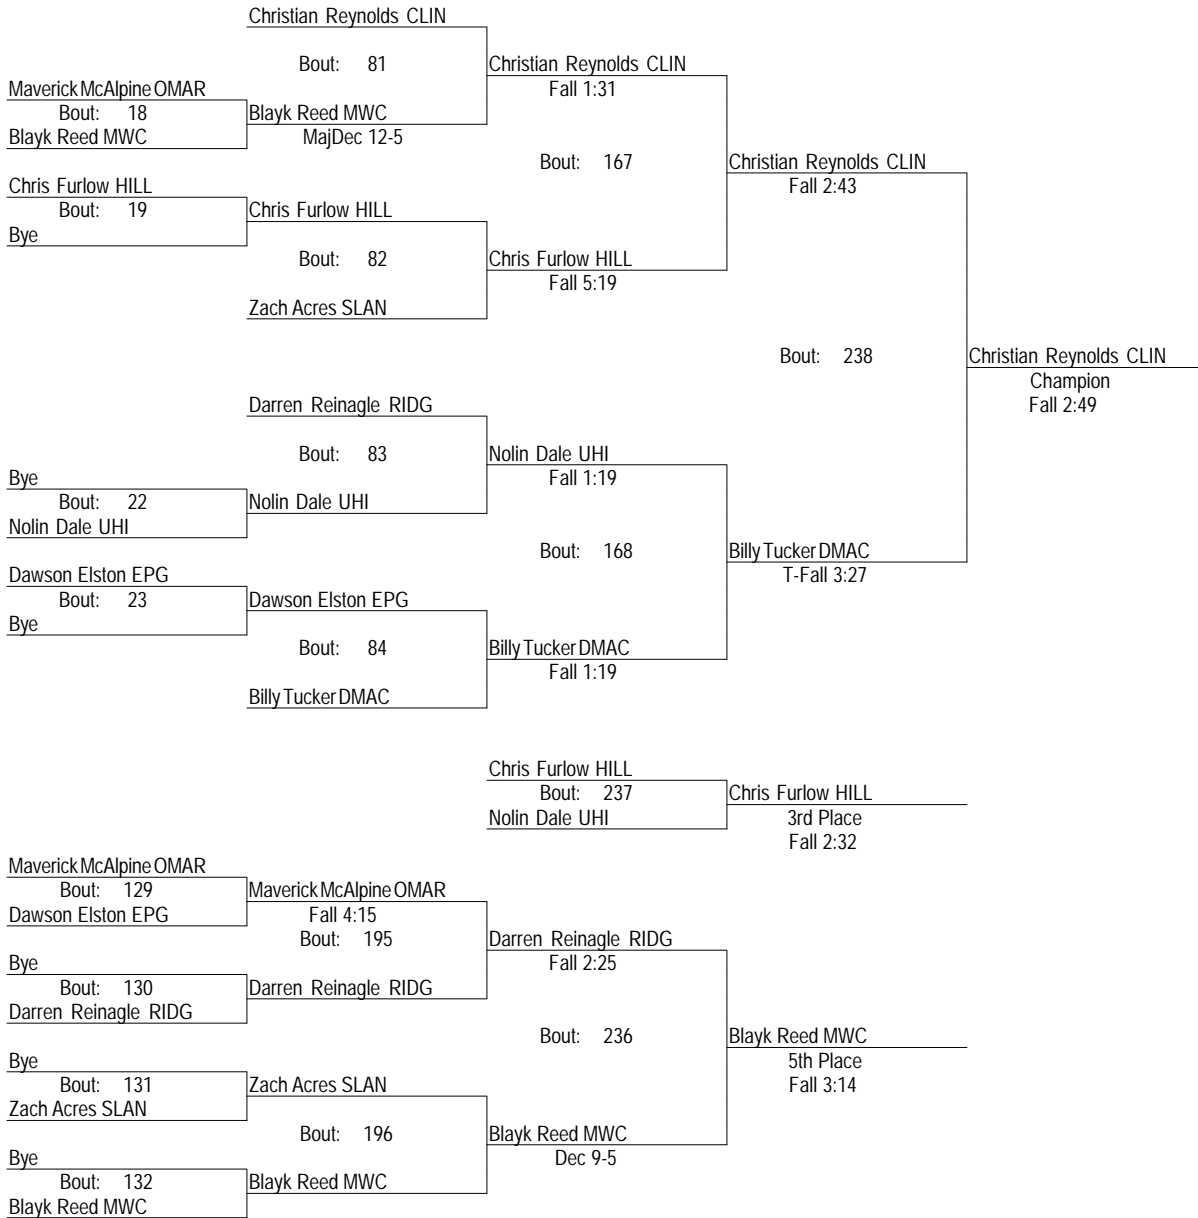 Christian Reynolds CLIN
Bout: 81
Christian Reynolds CLIN
Maverick McAlpine OMAR
Fall 1:31
Bout: 18
Blayk Reed MWC
Blayk Reed MWC
MajDec 12-5
Bout: 167
Christian Reynolds CLIN
Chris Furlow HILL
Fall 2:43
Bout: 19
Chris Furlow HILL
Bye
Bout: 82
Chris Furlow HILL
Fall 5:19
Zach Acres SLAN
Bout: 238
Christian Reynolds CLIN
Champion
Darren Reinagle RIDG
Fall 2:49
Bout: 83
Nolin Dale UHI
Bye
Fall 1:19
Bout: 22
Nolin Dale UHI
Nolin Dale UHI
Bout: 168
Billy Tucker DMAC
Dawson Elston EPG
T-Fall 3:27
Bout: 23
Dawson Elston EPG
Bye
Bout: 84
Billy Tucker DMAC
Fall 1:19
Billy Tucker DMAC
Chris Furlow HILL
Bout: 237
Chris Furlow HILL
Nolin Dale UHI
3rd Place
Fall 2:32
Maverick McAlpine OMAR
Bout: 129
Maverick McAlpine OMAR
Dawson Elston EPG
Fall 4:15
Bout: 195
Darren Reinagle RIDG
Bye
Fall 2:25
Bout: 130
Darren Reinagle RIDG
Darren Reinagle RIDG
Bout: 236
Blayk Reed MWC
Bye
5th Place
Bout: 131
Zach Acres SLAN
Fall 3:14
Zach Acres SLAN
Bout: 196
Blayk Reed MWC
Bye
Dec 9-5
Bout: 132
Blayk Reed MWC
Blayk Reed MWC